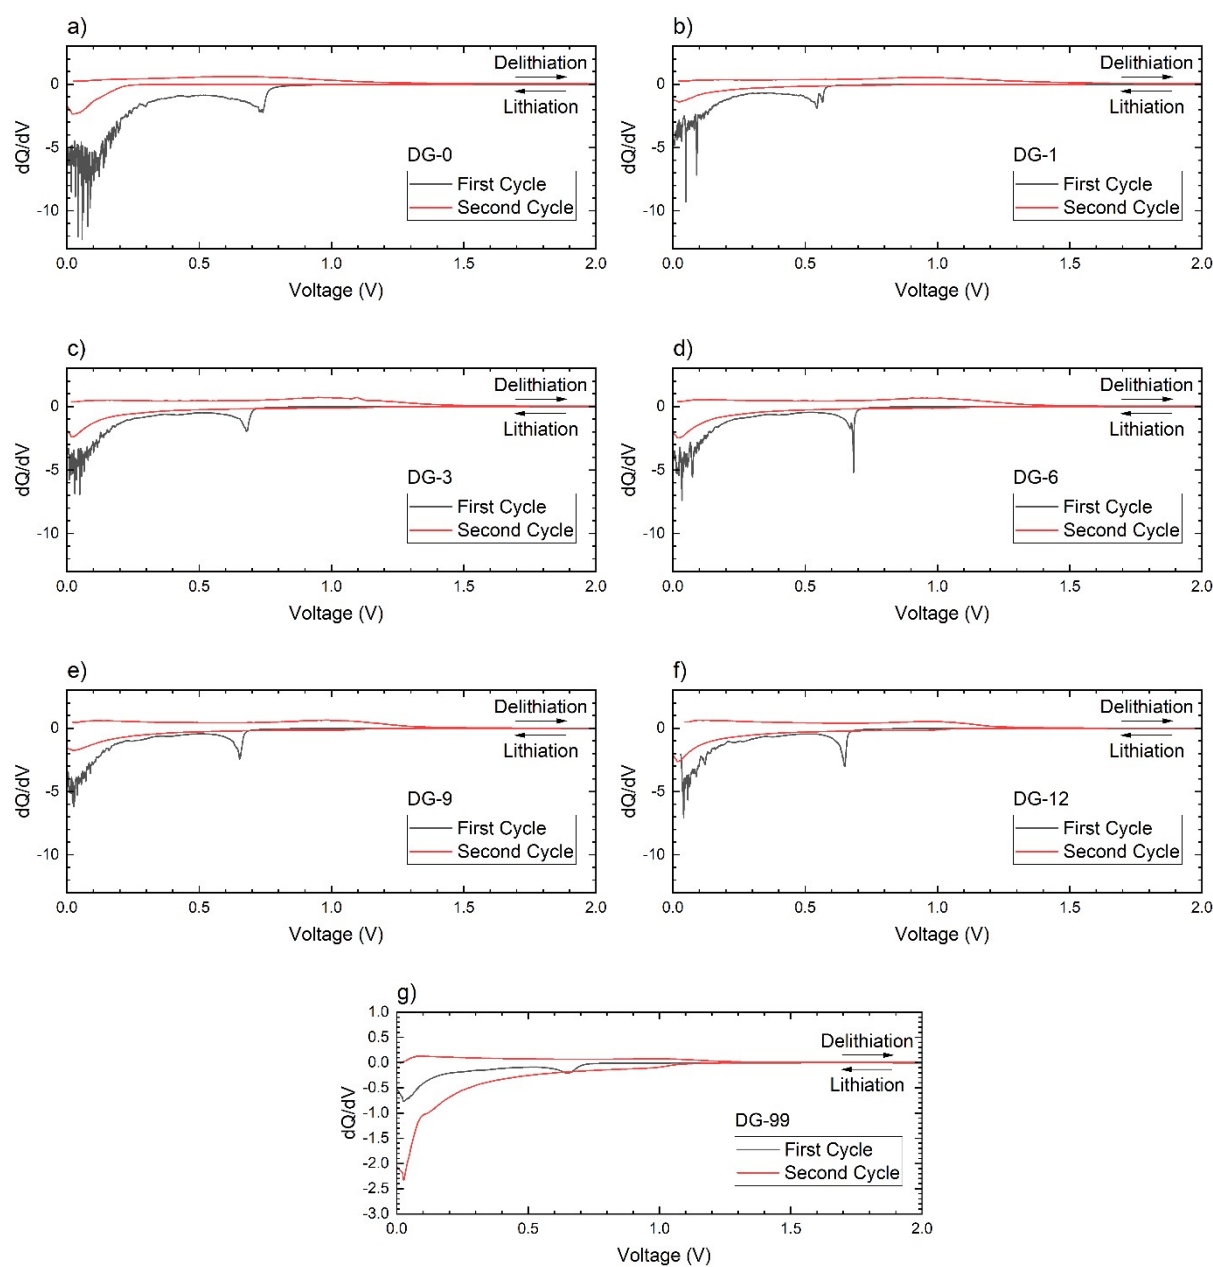 a)
0
-5
-10
dQ/dV
Delithiation
Lithiation
DG-0
First Cycle
Second Cycle
0.0 0.5 1.0 1.5 2.0
Voltage (V)
b)
0
-5
-10
dQ/dV
Delithiation
Lithiation
DG-1
First Cycle
Second Cycle
0.0 0.5 1.0 1.5 2.0
Voltage (V)
c)
0
-5
-10
dQ/dV
Delithiation
Lithiation
DG-3
First Cycle
Second Cycle
0.0 0.5 1.0 1.5 2.0
Voltage (V)
d)
0
-5
-10
dQ/dV
Delithiation
Lithiation
DG-6
First Cycle
Second Cycle
0.0 0.5 1.0 1.5 2.0
Voltage (V)
e)
0
-5
-10
dQ/dV
Delithiation
Lithiation
DG-9
First Cycle
Second Cycle
0.0 0.5 1.0 1.5 2.0
Voltage (V)
f)
0
-5
-10
dQ/dV
Delithiation
Lithiation
DG-12
First Cycle
Second Cycle
0.0 0.5 1.0 1.5 2.0
Voltage (V)
g)
1.0
0.5
0.0
-0.5
-1.0
-1.5
-2.0
-2.5
-3.0
dQ/dV
Delithiation
Lithiation
DG-99
First Cycle
Second Cycle
0.0 0.5 1.0 1.5 2.0
Voltage (V)